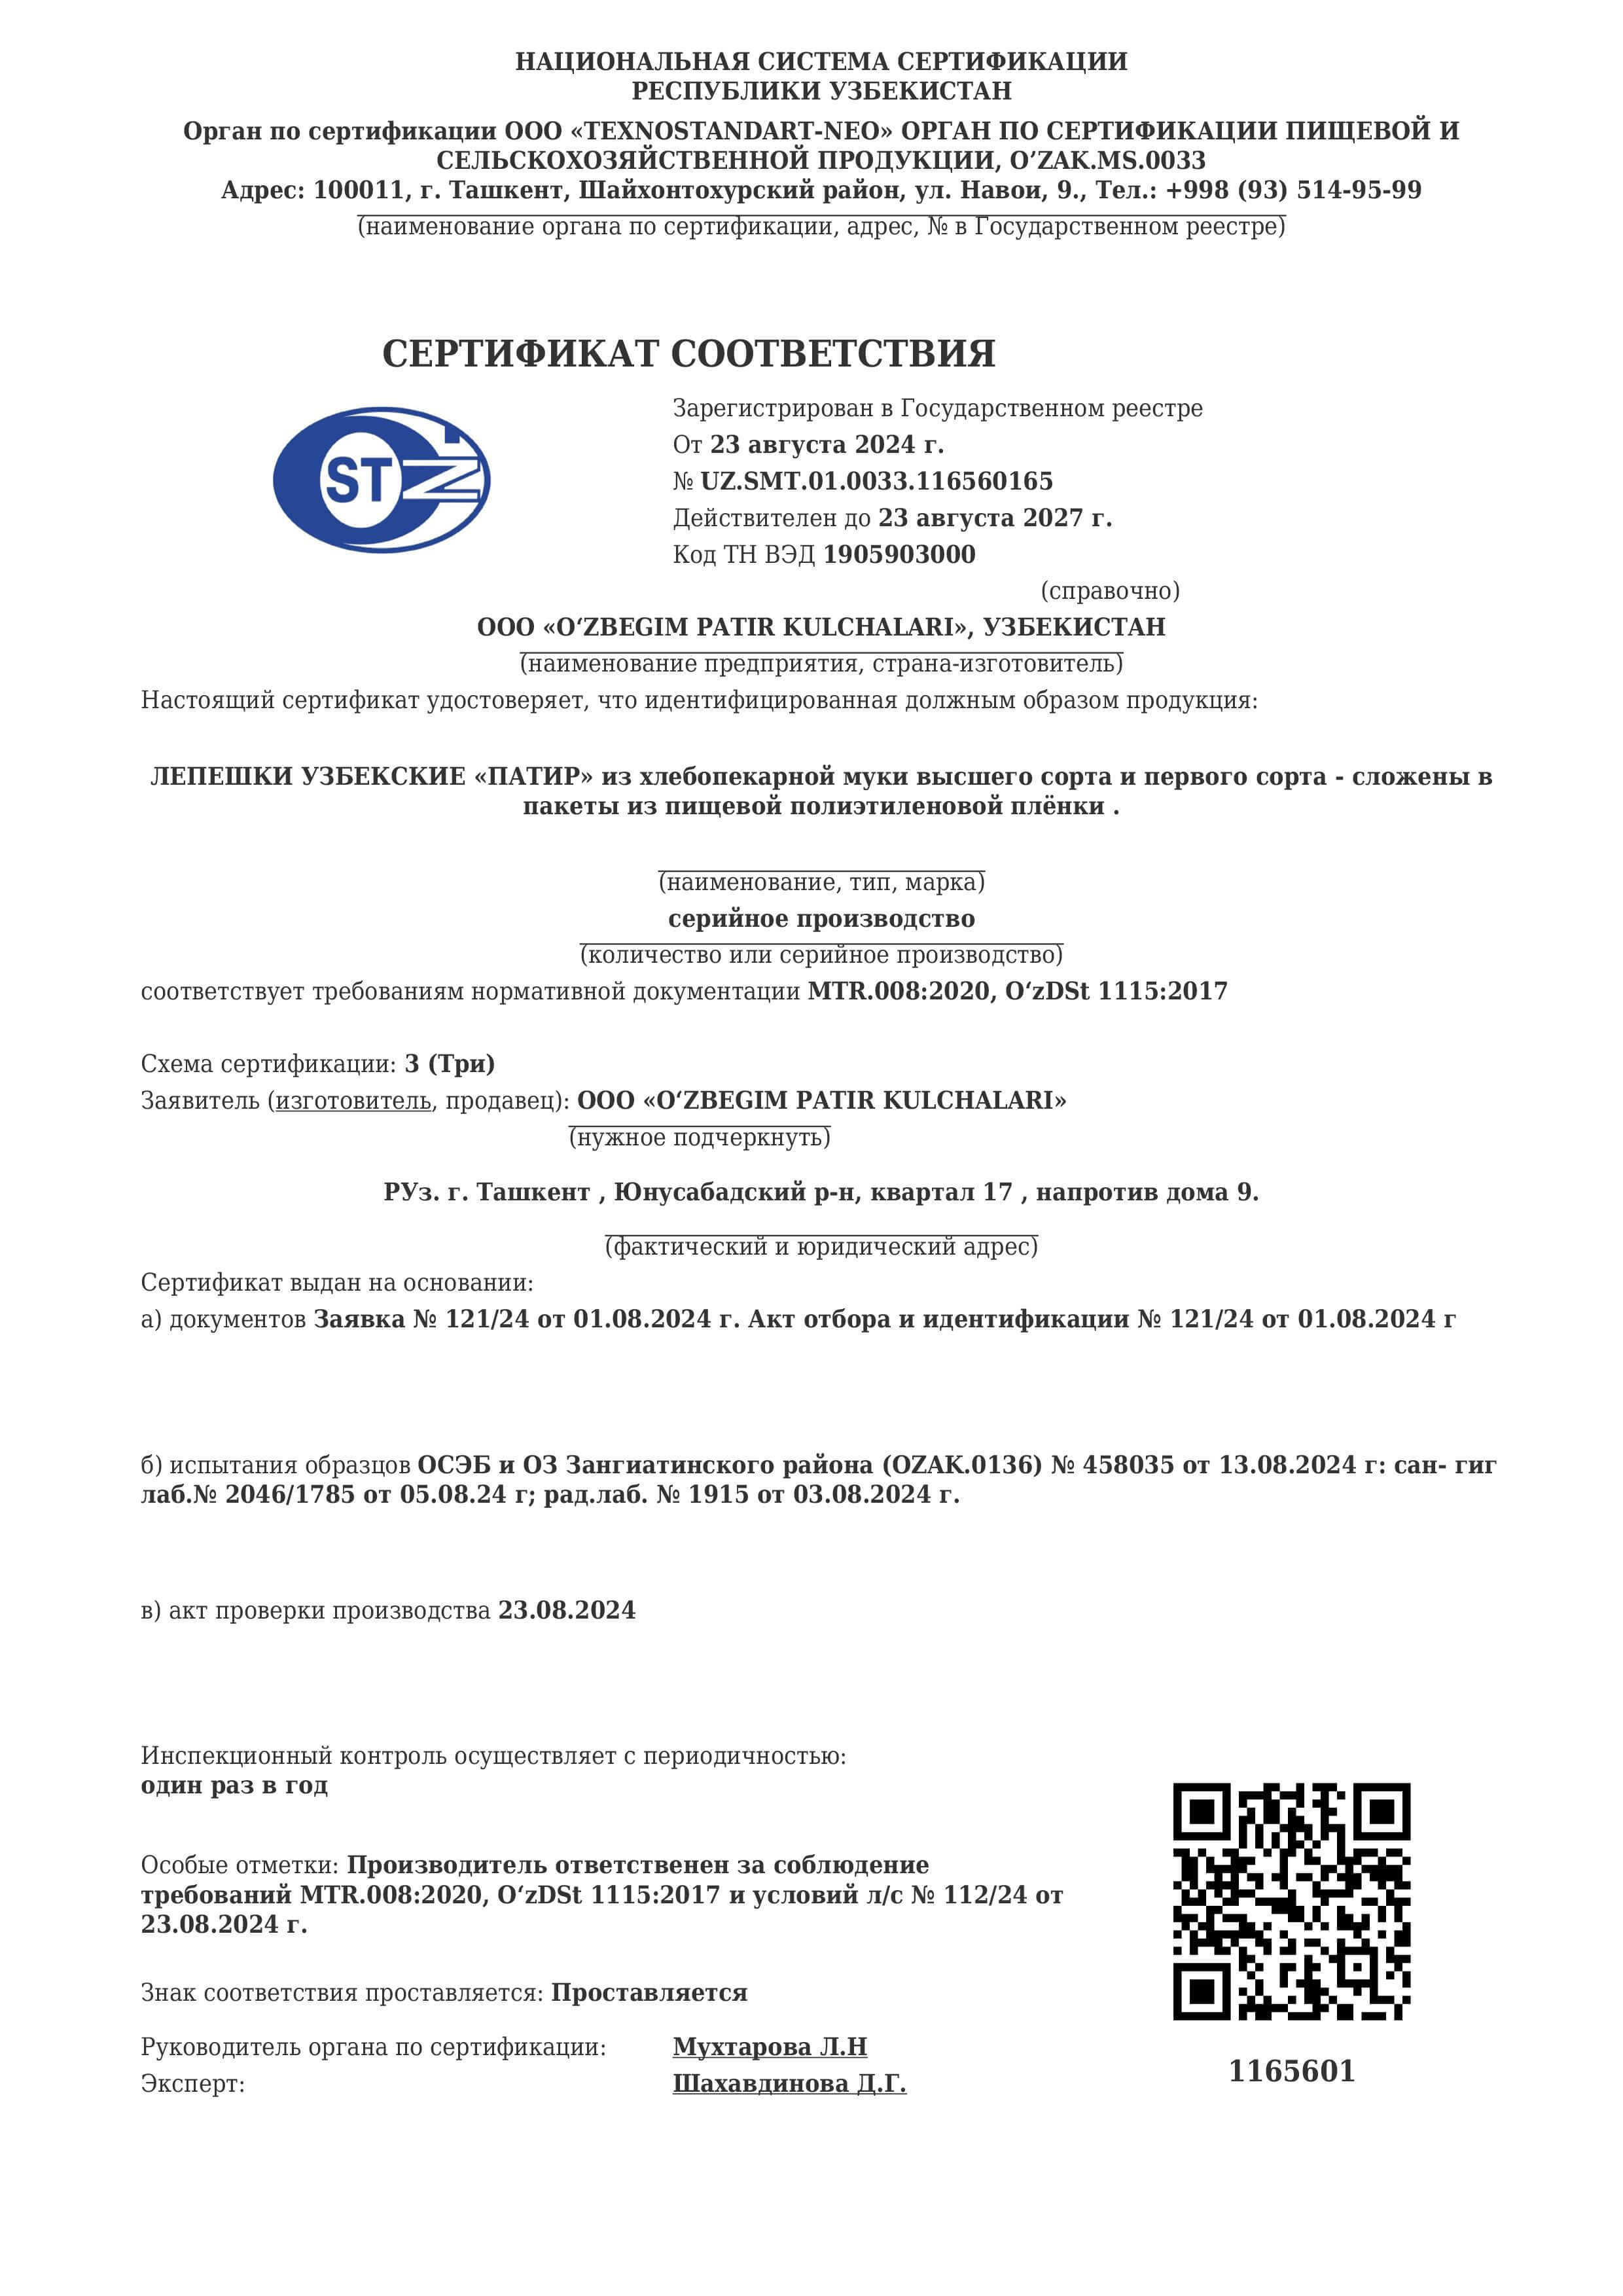 НАЦИОНАЛЬНАЯ СИСТЕМА СЕРТИФИКАЦИИ
РЕСПУБЛИКИ УЗБЕКИСТАН
Орган по сертификации ООО «TEXNOSTANDART-NEO» ОРГАН ПО СЕРТИФИКАЦИИ ПИЩЕВОЙ И
СЕЛЬСКОХОЗЯЙСТВЕННОЙ ПРОДУКЦИИ, O’ZAK.MS.0033
Адрес: 100011, г. Ташкент, Шайхонтохурский район, ул. Навои, 9., Тел.: +998 (93) 514-95-99
(наименование органа по сертификации, адрес, № в Государственном реестре)
СЕРТИФИКАТ СООТВЕТСТВИЯ
ST
Зарегистрирован в Государственном реестре
От 23 августа 2024 г.
№ UZ.SMT.01.0033.116560165
Действителен до 23 августа 2027 г.
Код ТН ВЭД 1905903000
(справочно)
ООО «O‘ZBEGIM PATIR KULCHALARI», УЗБЕКИСТАН
(наименование предприятия, страна-изготовитель)
Настоящий сертификат удостоверяет, что идентифицированная должным образом продукция:
ЛЕПЕШКИ УЗБЕКСКИЕ «ПАТИР» из хлебопекарной муки высшего сорта и первого сорта - сложены в
пакеты из пищевой полиэтиленовой плёнки .
(наименование, тип, марка)
серийное производство
(количество или серийное производство)
соответствует требованиям нормативной документации MTR.008:2020, O‘zDSt 1115:2017
Схема сертификации: 3 (Три)
Заявитель (изготовитель, продавец): ООО «O‘ZBEGIM PATIR KULCHALARI»
(нужное подчеркнуть)
РУз. г. Ташкент , Юнусабадский р-н, квартал 17 , напротив дома 9.
(фактический и юридический адрес)
Сертификат выдан на основании:
а) документов Заявка № 121/24 от 01.08.2024 г. Акт отбора и идентификации № 121/24 от 01.08.2024 г
б) испытания образцов ОСЭБ и ОЗ Зангиатинского района (OZAK.0136) № 458035 от 13.08.2024 г: сан- гиг
лаб.№ 2046/1785 от 05.08.24 г; рад.лаб. № 1915 от 03.08.2024 г.
в) акт проверки производства 23.08.2024
Инспекционный контроль осуществляет с периодичностью:
один раз в год
Особые отметки: Производитель ответственен за соблюдение
требований MTR.008:2020, O‘zDSt 1115:2017 и условий л/с № 112/24 от
23.08.2024 г.
Знак соответствия проставляется: Проставляется
Руководитель органа по сертификации: Мухтарова Л.Н
Эксперт: Шахавдинова Д.Г.
1165601